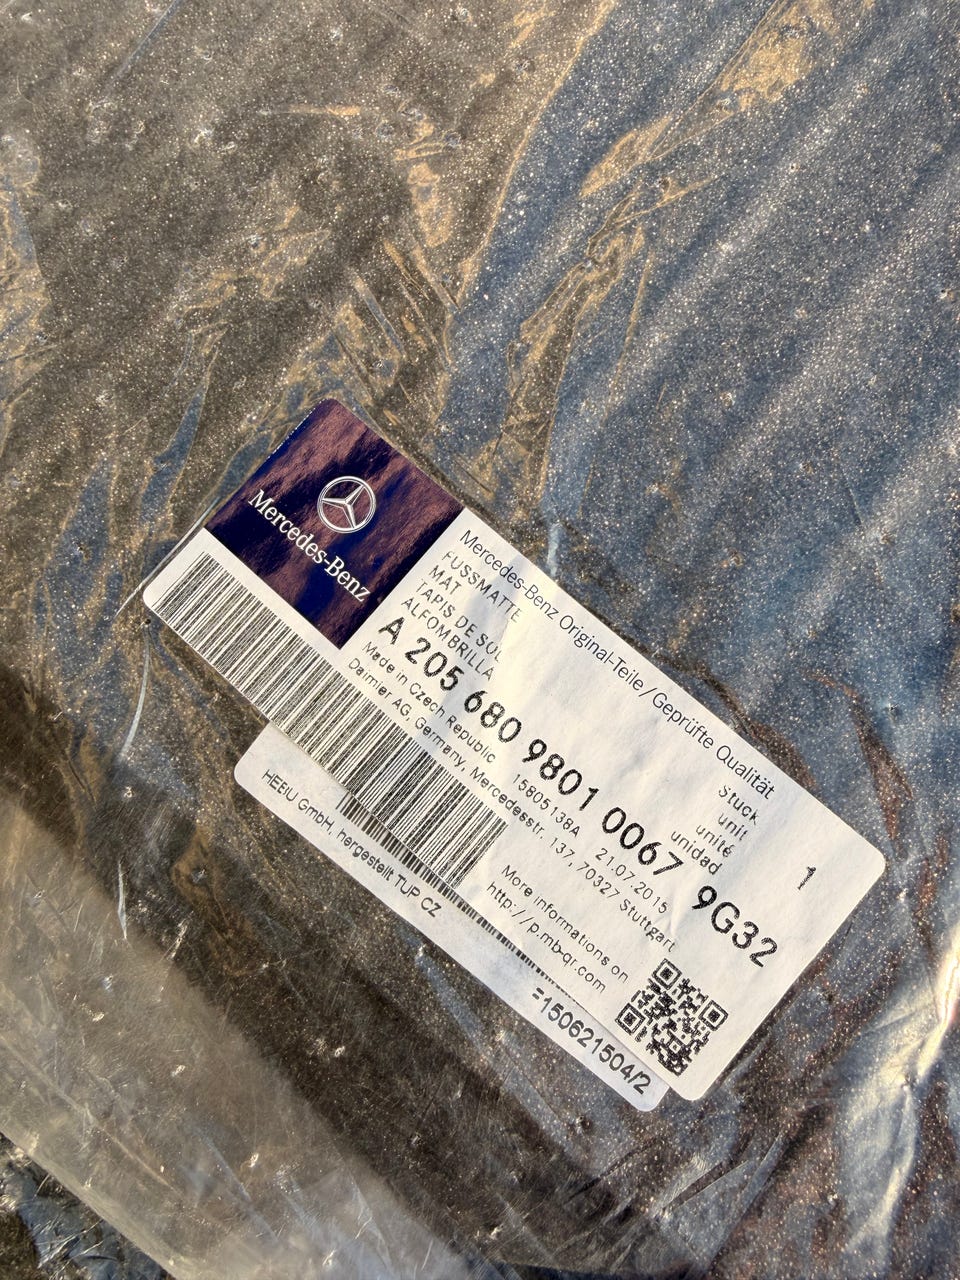 Mercedes-Benz
Mercedes-Benz Original-Teile / Geprüfte Qualität
FUSSMATTE
MAT
TAPIS DE SOL
ALFOMBRILLA
Stuck
unit
unité
unidad
1
A 205 680 9801 0067 9G32
Made in Czech Republic 15805138A 21.07.2015
Daimler AG, Germany, Mercedesstr. 137, 70327 Stuttgart
More informations on
http://p.mb-qr.com
HEEIU GmbH, hergestellt TUP CZ
=150621504/2